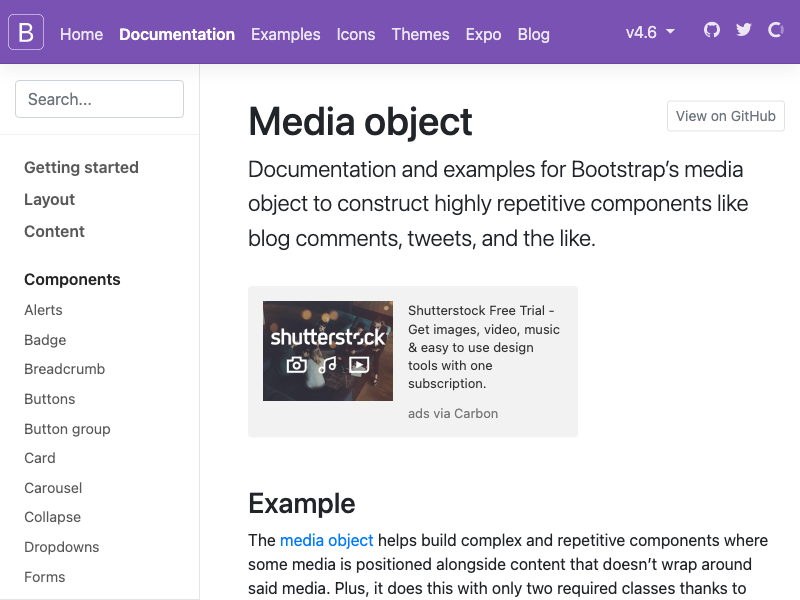 B Home Documentation Examples Icons Themes Expo Blog v4.6
Search...
Getting started
Layout
Content
Components
Alerts
Badge
Breadcrumb
Buttons
Button group
Card
Carousel
Collapse
Dropdowns
Forms
Media object
View on GitHub
Documentation and examples for Bootstrap’s media
object to construct highly repetitive components like
blog comments, tweets, and the like.
shutterstock
Shutterstock Free Trial -
Get images, video, music
& easy to use design
tools with one
subscription.
ads via Carbon
Example
The media object helps build complex and repetitive components where
some media is positioned alongside content that doesn’t wrap around
said media. Plus, it does this with only two required classes thanks to